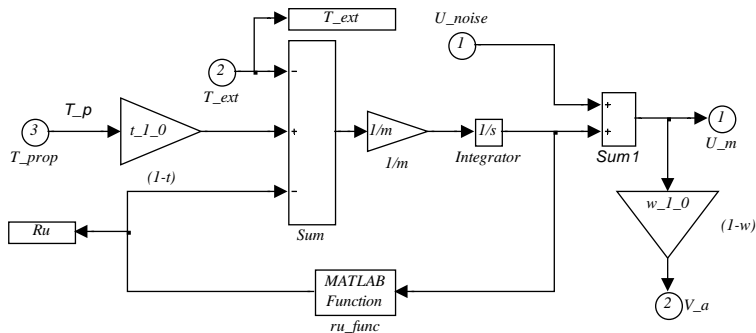 T_ext
U_noise
2
1
T_ext
−
T_p
3
t_1_0
+
1/m
1/s
+
+
1
T_prop
1/m
Integrator
Sum1
U_m
(1-t)
−
w_1_0
(1-w)
Ru
Sum
MATLAB
Function
ru_func
2
V_a